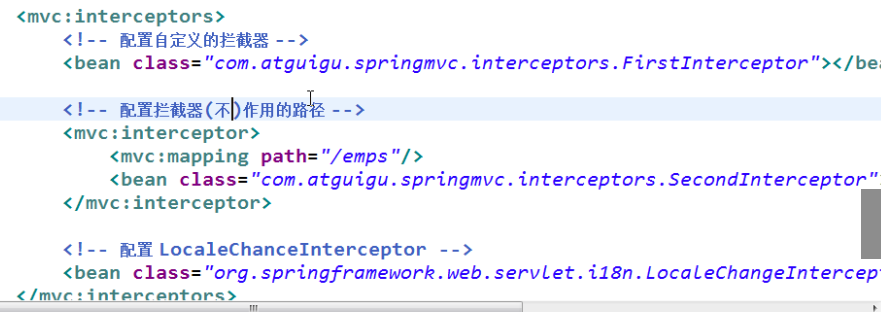 <mvc:interceptors>
<!-- 配置自定义的拦截器 -->
<bean class="com.atguigu.springmvc.interceptors.FirstInterceptor"></bea
<!-- 配置拦截器(不)作用的路径 -->
<mvc:interceptor>
<mvc:mapping path="/emps"/>
<bean class="com.atguigu.springmvc.interceptors.SecondInterceptor"
</mvc:interceptor>
<!-- 配置 LocaleChanceInterceptor -->
<bean class="org.springframework.web.servlet.i18n.LocaleChangeIntercept
</mvc:interceptors>